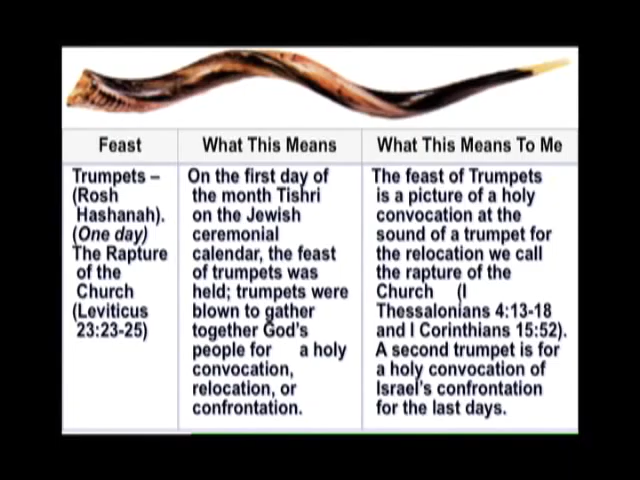 Feast
What This Means
What This Means To Me
Trumpets –
(Rosh
Hashanah).
(One day)
The Rapture
of the
Church
(Leviticus
23:23-25)
On the first day of
the month Tishri
on the Jewish
ceremonial
calendar, the feast
of trumpets was
held; trumpets were
blown to gather
together God's
people for a holy
convocation,
relocation, or
confrontation.
The feast of Trumpets
is a picture of a holy
convocation at the
sound of a trumpet for
the relocation we call
the rapture of the
Church (I
Thessalonians 4:13-18
and I Corinthians 15:52).
A second trumpet is for
a holy convocation of
Israel's confrontation
for the last days.